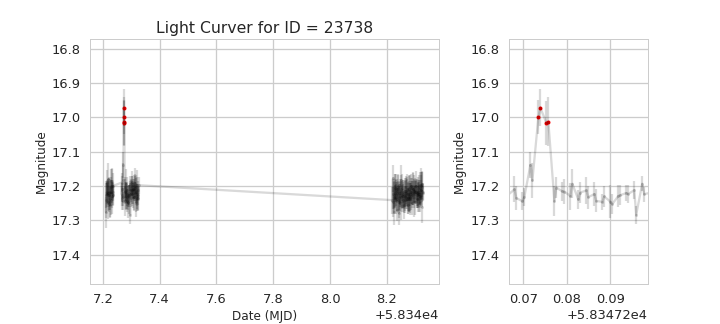 Light Curver for ID = 23738
Magnitude
16.8
16.9
17.0
17.1
17.2
17.3
17.4
7.2 7.4 7.6 7.8 8.0 8.2
Date (MJD)
+5.834e4
Magnitude
16.8
16.9
17.0
17.1
17.2
17.3
17.4
0.07 0.08 0.09
+5.83472e4